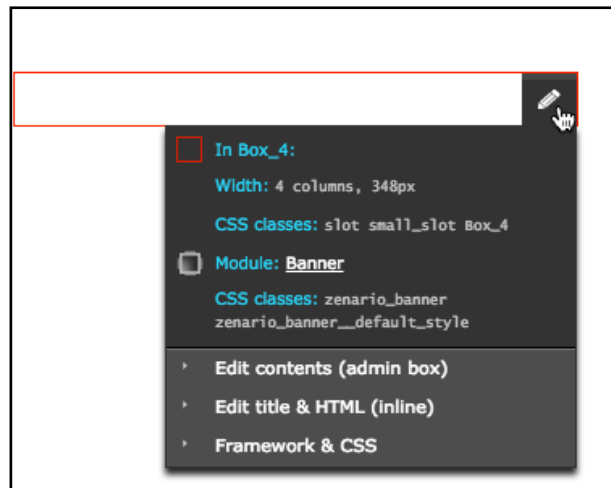 In Box_4:
Width: 4 columns, 348px
CSS classes: slot small_slot Box_4
Module: Banner
CSS classes: zenario_banner
zenario_banner__default_style
Edit contents (admin box)
Edit title & HTML (inline)
Framework & CSS